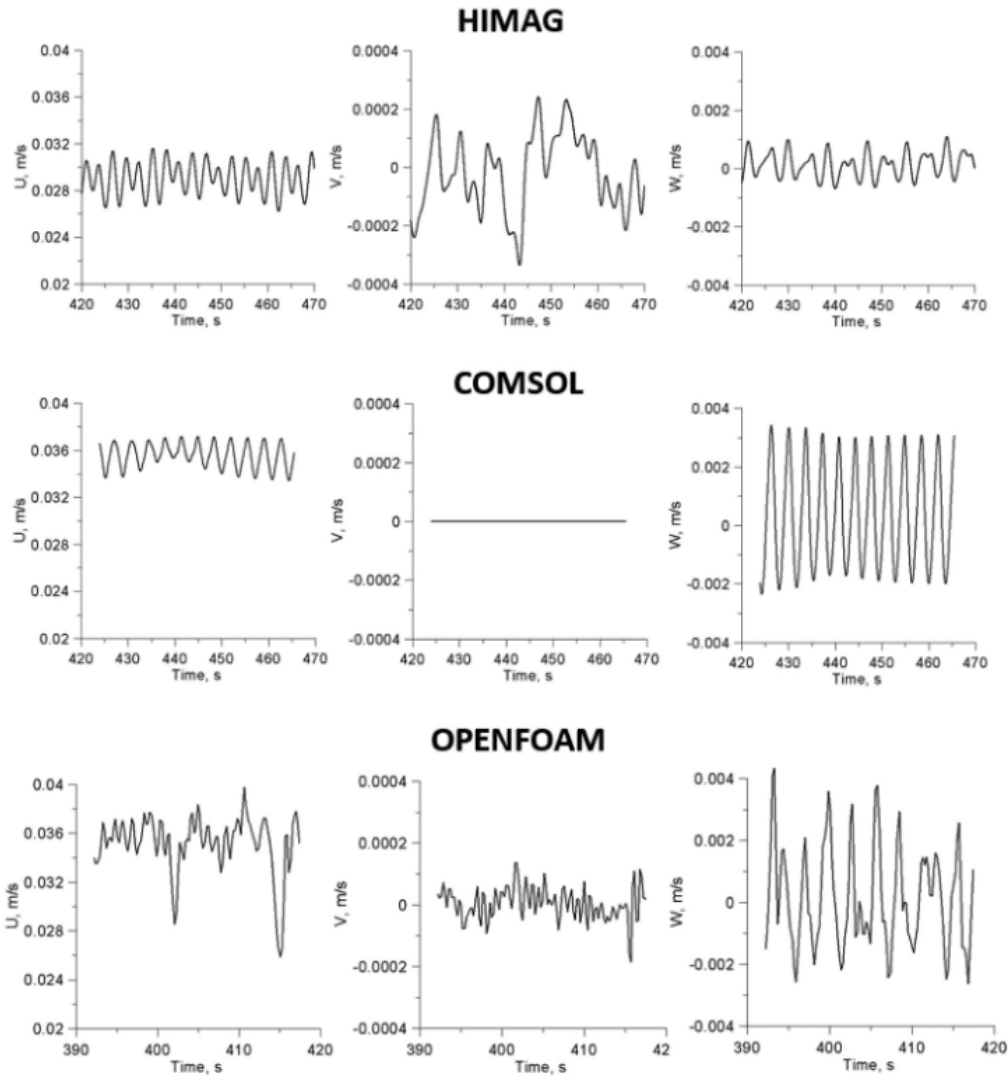 HIMAG
0.04
0.036
0.032
0.028
0.024
0.02
U, m/s
420 430 440 450 460 470
Time, s
0.0004
0.0002
0
-0.0002
-0.0004
V, m/s
420 430 440 450 460 470
Time, s
0.004
0.002
0
-0.002
-0.004
W, m/s
420 430 440 450 460 470
Time, s
COMSOL
0.04
0.036
0.032
0.028
0.024
0.02
U, m/s
420 430 440 450 460 470
Time, s
0.0004
0.0002
0
-0.0002
-0.0004
V, m/s
420 430 440 450 460 470
Time, s
0.004
0.002
0
-0.002
-0.004
W, m/s
420 430 440 450 460 470
Time, s
OPENFOAM
0.04
0.036
0.032
0.028
0.024
0.02
U, m/s
390 400 410 420
Time, s
0.0004
0.0002
0
-0.0002
-0.0004
V, m/s
390 400 410 42
Time, s
0.004
0.002
0
-0.002
-0.004
W, m/s
390 400 410 420
Time, s